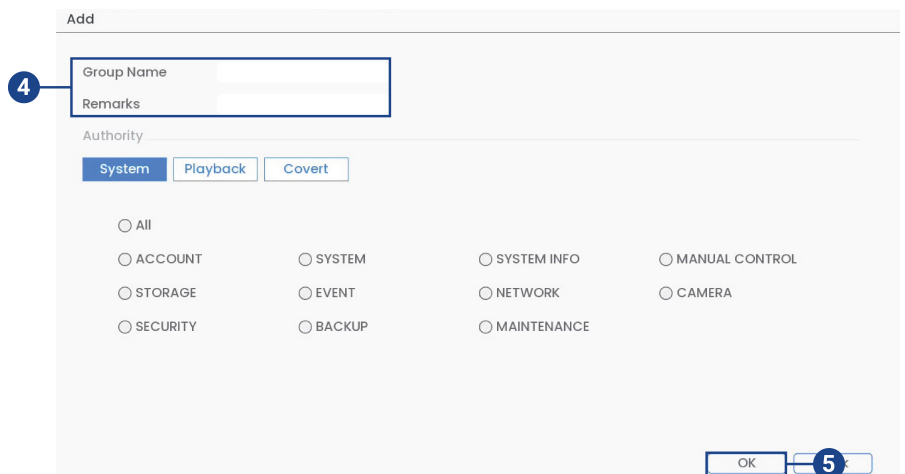 Add
Group Name
Remarks
4
Authority
System Playback Covert
All
ACCOUNT SYSTEM SYSTEM INFO MANUAL CONTROL
STORAGE EVENT NETWORK CAMERA
SECURITY BACKUP MAINTENANCE
OK 5